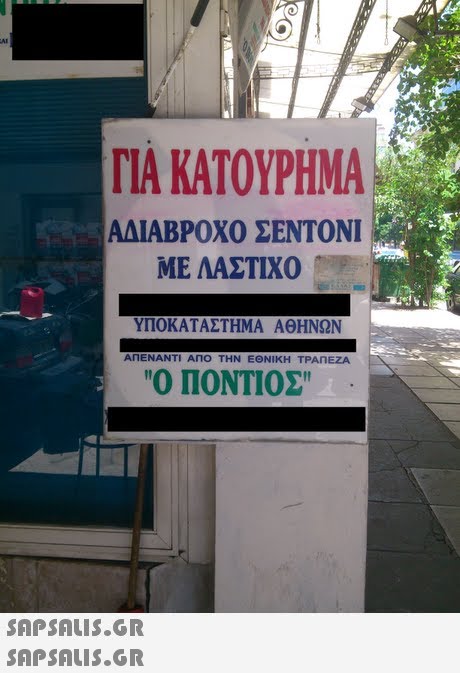 ΓΙΑ ΚΑΤΟΥΡΗΜΑ
ΑΔΙΑΒΡΟΧΟ ΣΕΝΤΟΝΙ
ΜΕ ΛΑΣΤΙΧΟ
ΥΠΟΚΑΤΑΣΤΗΜΑ ΑΘΗΝΩΝ
ΑΠΕΝΑΝΤΙ ΑΠΟ ΤΗΝ ΕΘΝΙΚΗ ΤΡΑΠΕΖΑ
"Ο ΠΟΝΤΙΟΣ"
SAPSALIS.GR
SAPSALIS.GR